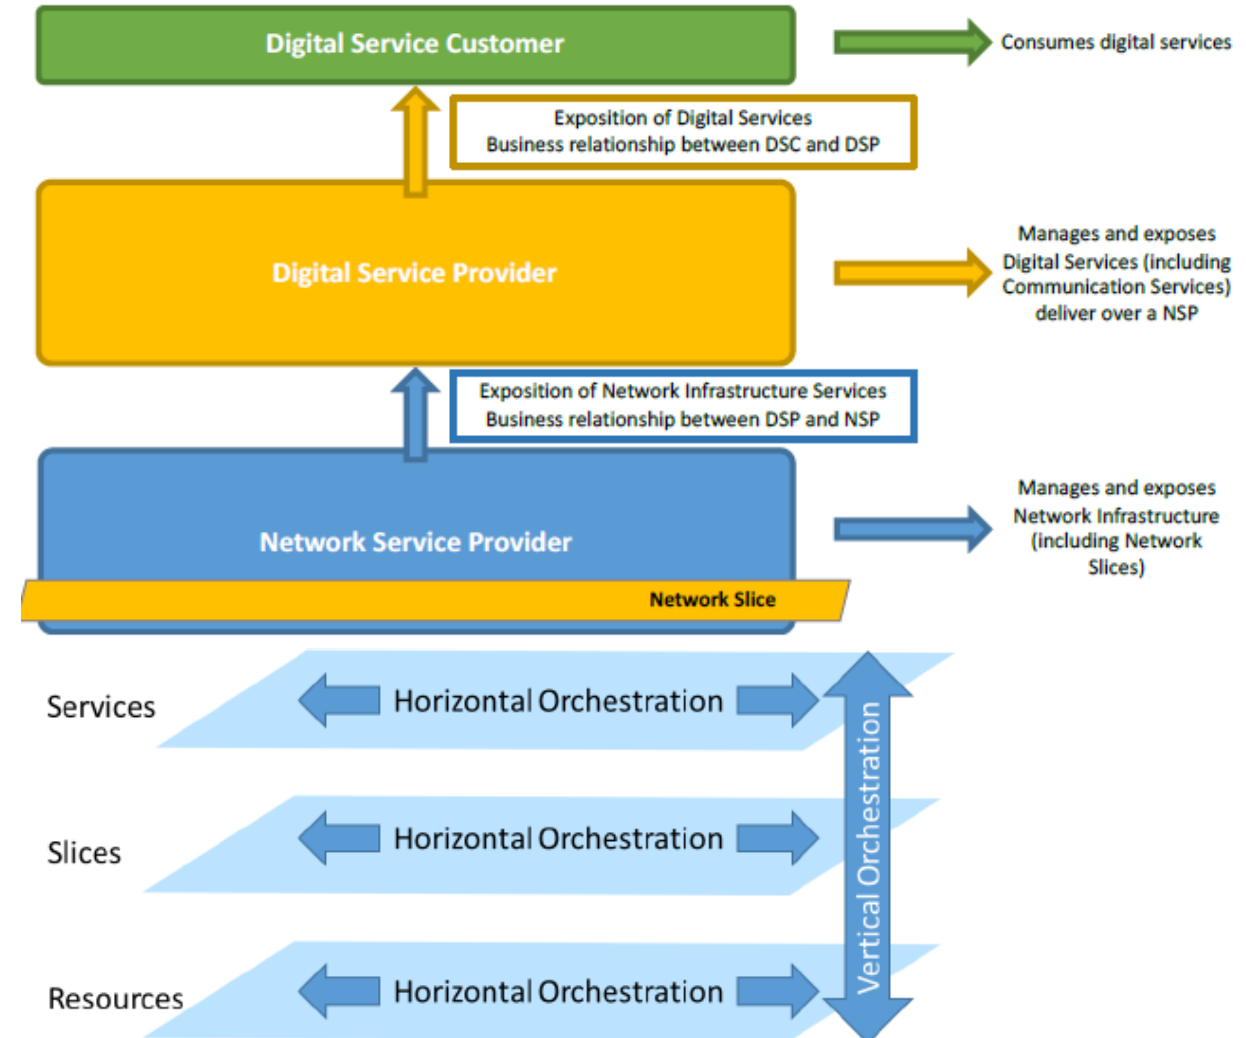 Digital Service Customer
Consumes digital services
Exposition of Digital Services
Business relationship between DSC and DSP
Digital Service Provider
Manages and exposes
Digital Services (including
Communication Services)
deliver over a NSP
Exposition of Network Infrastructure Services
Business relationship between DSP and NSP
Network Service Provider
Manages and exposes
Network Infrastructure
(including Network
Slices)
Network Slice
Services
Horizontal Orchestration
Slices
Horizontal Orchestration
Resources
Horizontal Orchestration
Vertical Orchestration